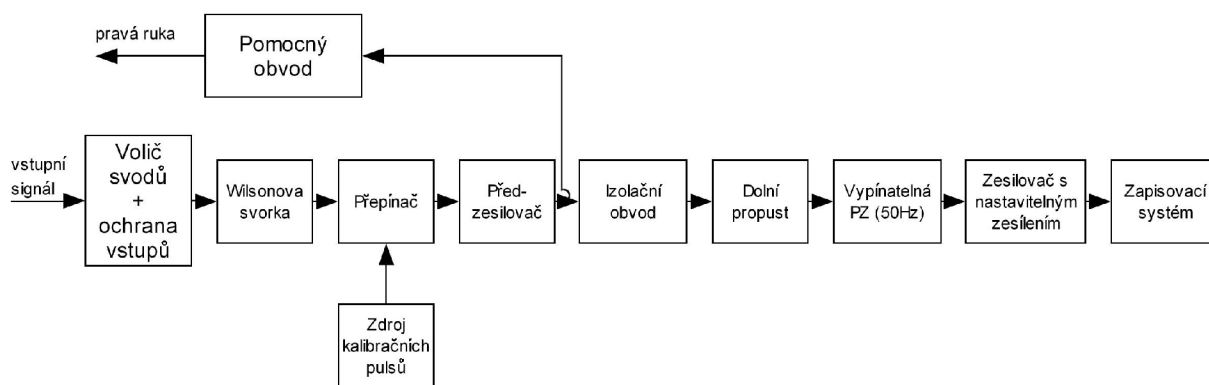 pravá ruka
Pomocný
obvod
vstupní
signál
Volič
svodů
+
ochrana
vstupů
Wilsonova
svorka
Přepínač
Před-
zesilovač
Izolační
obvod
Dolní
propust
Vypínatelná
PZ (50Hz)
Zesilovač s
nastavitelným
zesílením
Zapisovací
systém
Zdroj
kalibračních
pulsů